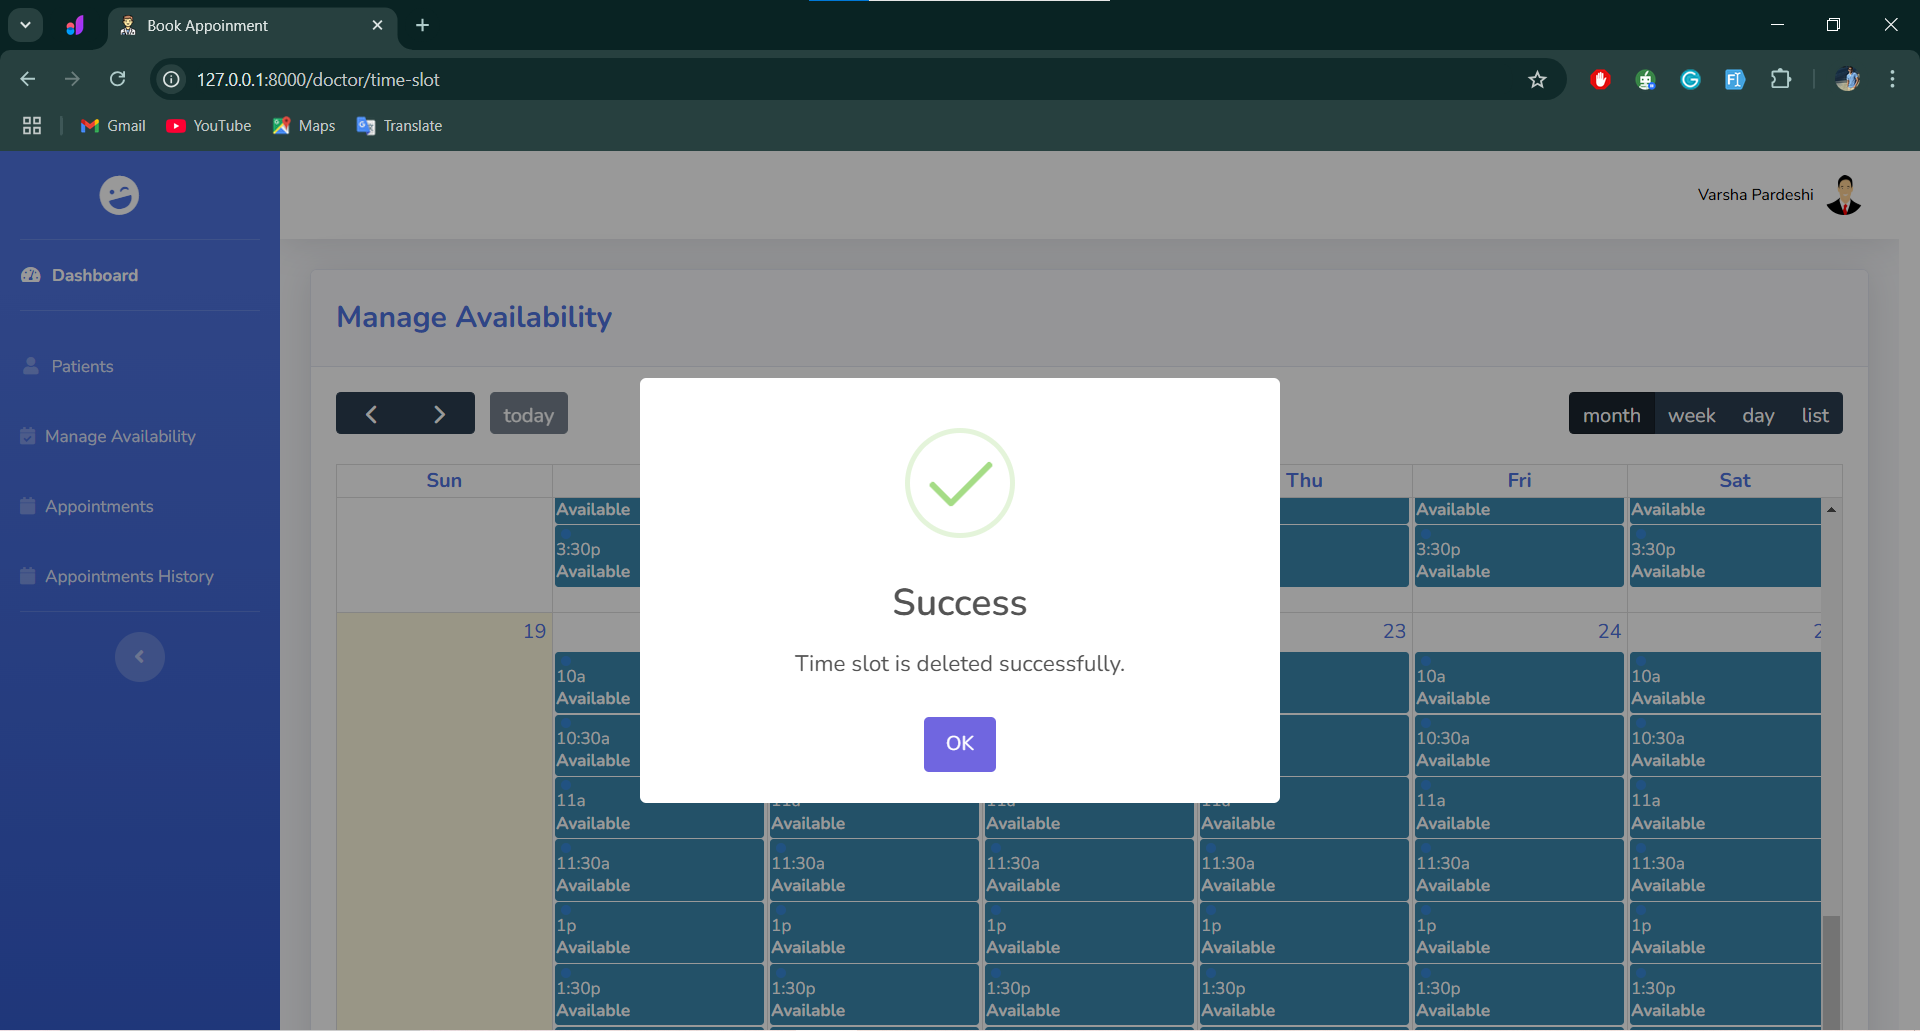 Book Appoinment
127.0.0.1:8000/doctor/time-slot
Gmail YouTube Maps Translate
Varsha Pardeshi
Dashboard
Patients
Manage Availability
Appointments
Appointments History
Manage Availability
today
month week day list
Sun Thu Fri Sat
Available Available Available
3:30p 3:30p 3:30p
Available Available Available
19 23 24
10a 10a 10a
Available Available Available
10:30a 10:30a 10:30a
Available Available Available
11a 11a 11a 11a 11a 11a
Available Available Available Available Available Available
11:30a 11:30a 11:30a 11:30a 11:30a 11:30a
Available Available Available Available Available Available
1p 1p 1p 1p 1p 1p
Available Available Available Available Available Available
1:30p 1:30p 1:30p 1:30p 1:30p 1:30p
Available Available Available Available Available Available
Success
Time slot is deleted successfully.
OK